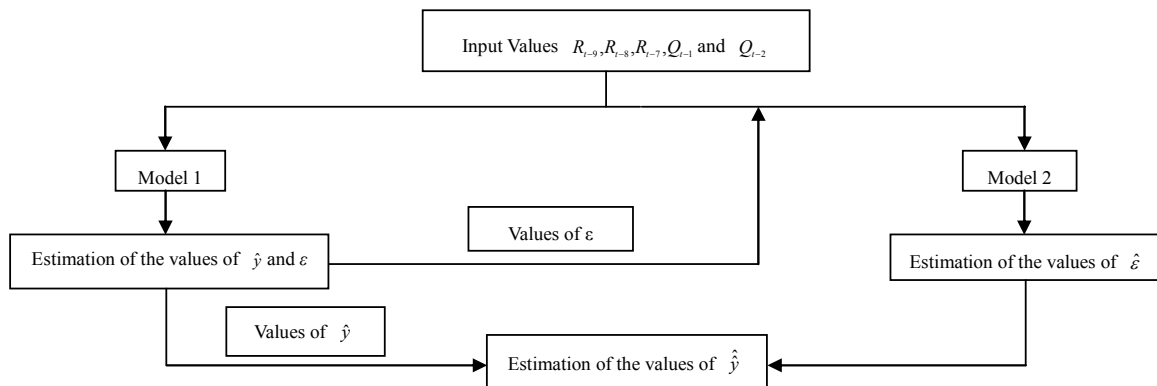 Input Values R_{t-9},R_{t-8},R_{t-7},Q_{t-1} and Q_{t-2}
Model 1
Model 2
Values of ε
Estimation of the values of ŷ and ε
Estimation of the values of ε̂
Values of ŷ
Estimation of the values of ŷ̂